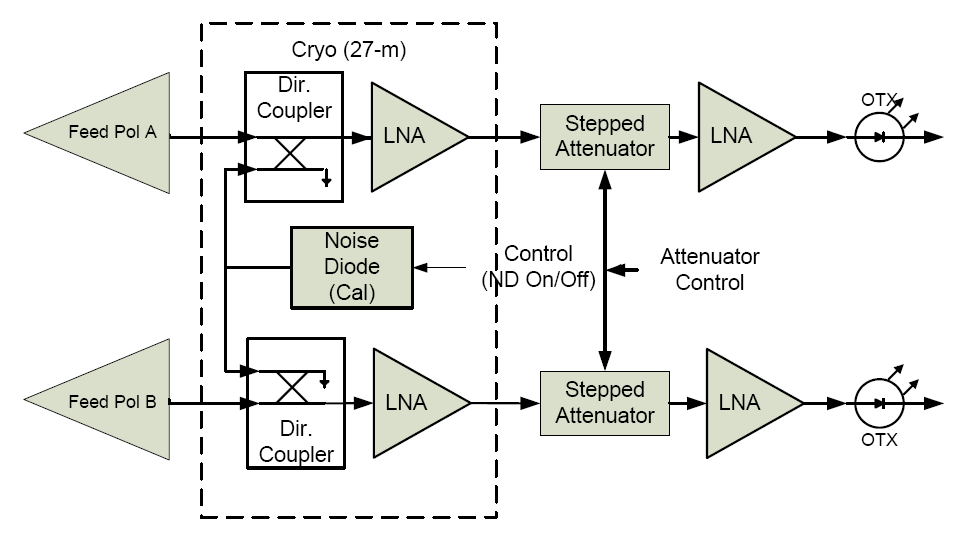 Cryo (27-m)
Dir.
Coupler
OTX
Feed Pol A
LNA
Stepped
Attenuator
LNA
Noise
Diode
(Cal)
Control
(ND On/Off)
Attenuator
Control
Feed Pol B
Dir.
Coupler
LNA
Stepped
Attenuator
LNA
OTX